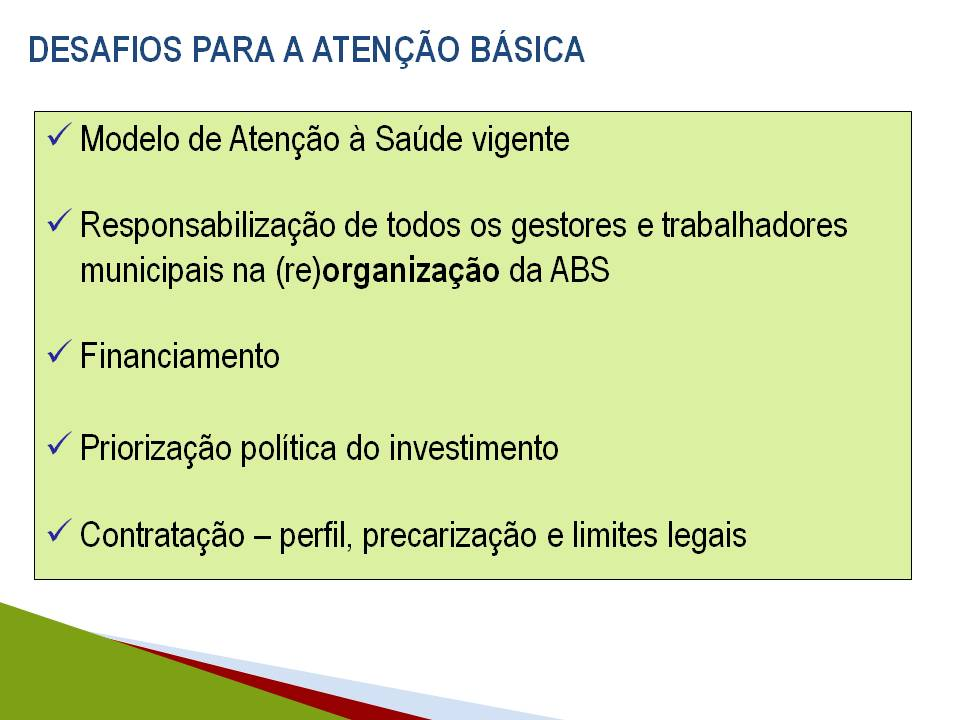 DESAFIOS PARA A ATENÇÃO BÁSICA
✓ Modelo de Atenção à Saúde vigente
✓ Responsabilização de todos os gestores e trabalhadores
municipais na (re)organização da ABS
✓ Financiamento
✓ Priorização política do investimento
✓ Contratação – perfil, precarização e limites legais